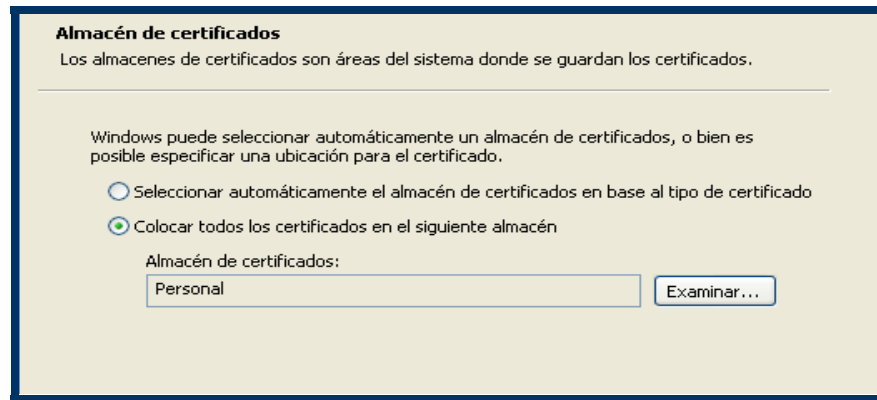 Almacén de certificados
Los almacenes de certificados son áreas del sistema donde se guardan los certificados.
Windows puede seleccionar automáticamente un almacén de certificados, o bien es
posible especificar una ubicación para el certificado.
Seleccionar automáticamente el almacén de certificados en base al tipo de certificado
Colocar todos los certificados en el siguiente almacén
Almacén de certificados:
Personal
Examinar...